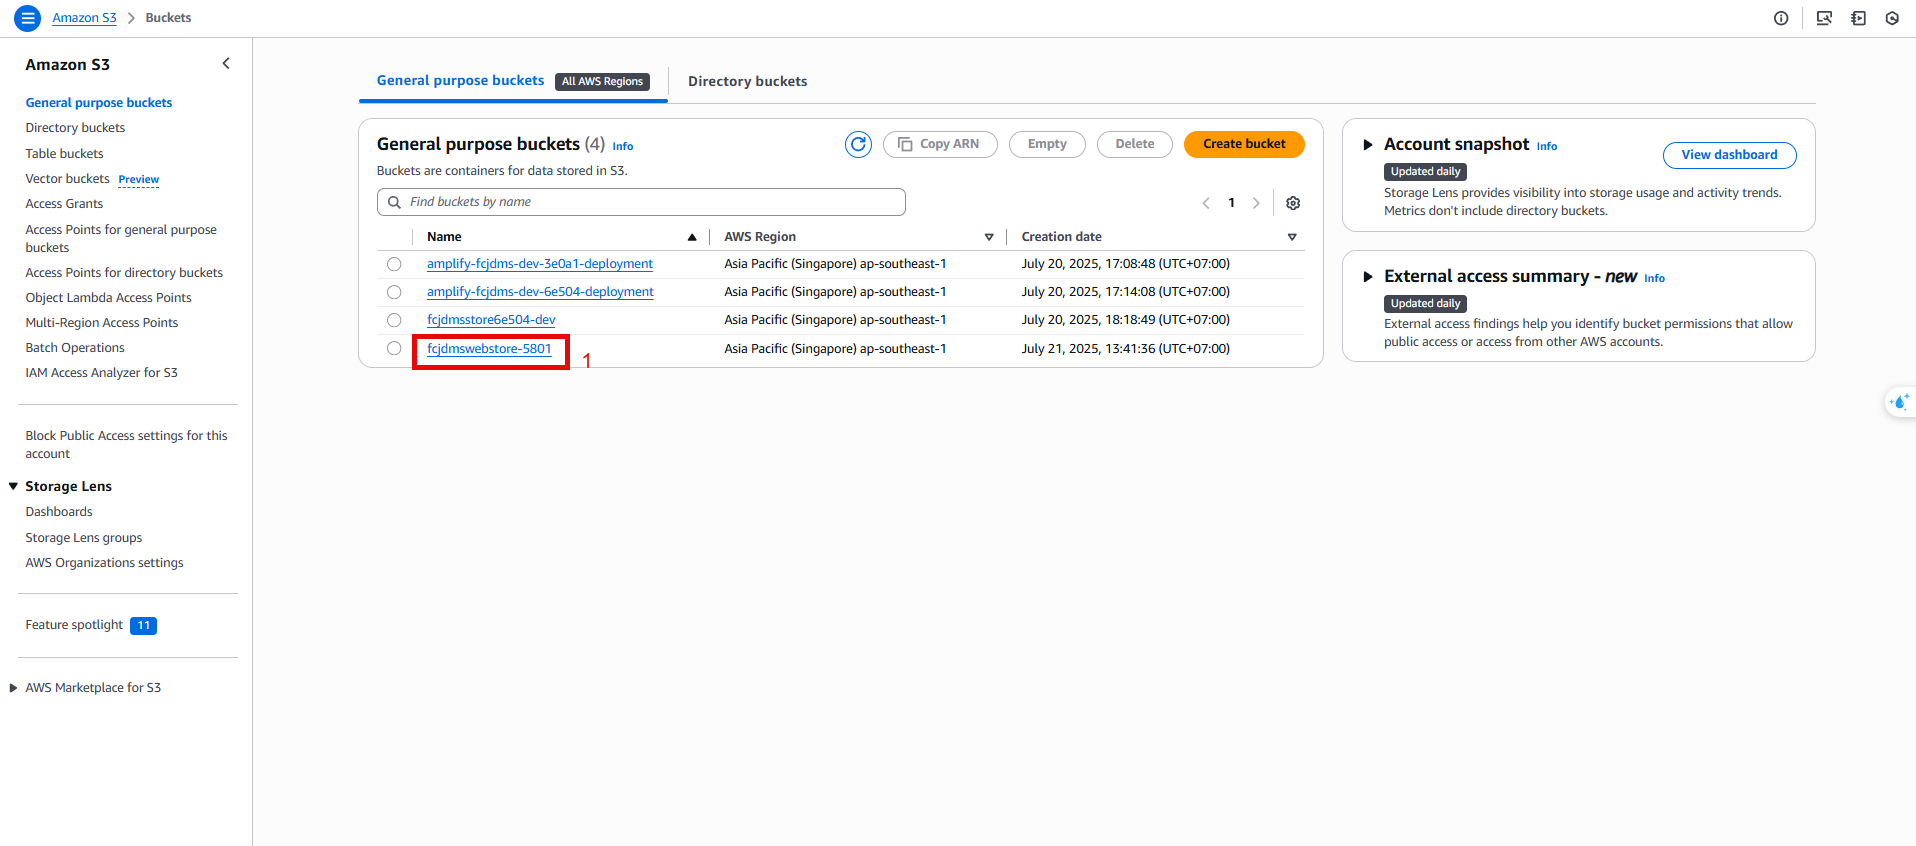 Amazon S3 > Buckets
Amazon S3
General purpose buckets
Directory buckets
Table buckets
Vector buckets Preview
Access Grants
Access Points for general purpose
buckets
Access Points for directory buckets
Object Lambda Access Points
Multi-Region Access Points
Batch Operations
IAM Access Analyzer for S3
Block Public Access settings for this
account
Storage Lens
Dashboards
Storage Lens groups
AWS Organizations settings
Feature spotlight 11
AWS Marketplace for S3
General purpose buckets All AWS Regions Directory buckets
General purpose buckets (4) Info
Copy ARN Empty Delete Create bucket
Buckets are containers for data stored in S3.
Find buckets by name
1
Name AWS Region Creation date
amplify-fcjdms-dev-3e0a1-deployment Asia Pacific (Singapore) ap-southeast-1 July 20, 2025, 17:08:48 (UTC+07:00)
amplify-fcjdms-dev-6e504-deployment Asia Pacific (Singapore) ap-southeast-1 July 20, 2025, 17:14:08 (UTC+07:00)
fcjdmsstore6e504-dev Asia Pacific (Singapore) ap-southeast-1 July 20, 2025, 18:18:49 (UTC+07:00)
fcjdmswebstore-5801 1 Asia Pacific (Singapore) ap-southeast-1 July 21, 2025, 13:41:36 (UTC+07:00)
Account snapshot Info
View dashboard
Updated daily
Storage Lens provides visibility into storage usage and activity trends.
Metrics don't include directory buckets.
External access summary - new Info
Updated daily
External access findings help you identify bucket permissions that allow
public access or access from other AWS accounts.